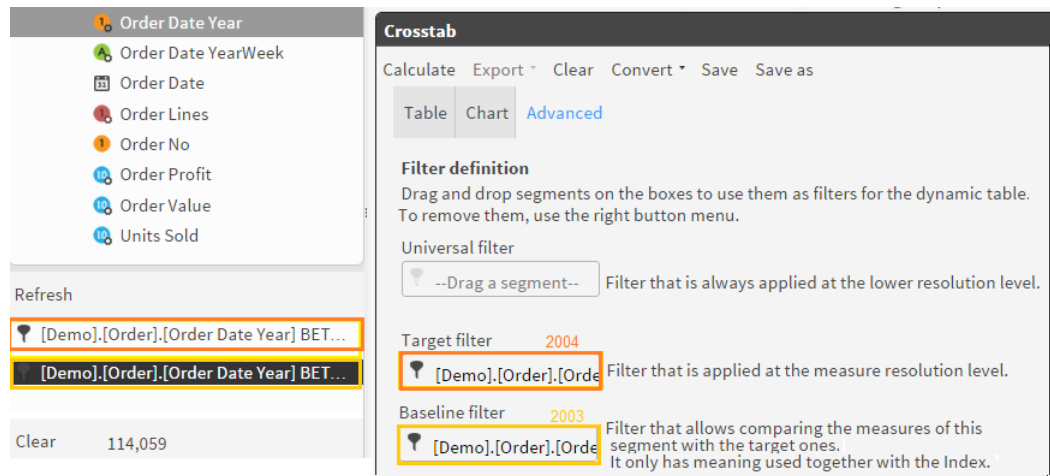 Order Date Year
Order Date YearWeek
Order Date
Order Lines
Order No
Order Profit
Order Value
Units Sold
Refresh
[Demo].[Order].[Order Date Year] BET...
[Demo].[Order].[Order Date Year] BET...
Clear 114,059
Crosstab
Calculate Export Clear Convert Save Save as
Table Chart Advanced
Filter definition
Drag and drop segments on the boxes to use them as filters for the dynamic table.
To remove them, use the right button menu.
Universal filter
--Drag a segment-- Filter that is always applied at the lower resolution level.
Target filter 2004
[Demo].[Order].[Orde Filter that is applied at the measure resolution level.
Baseline filter 2003
[Demo].[Order].[Orde Filter that allows comparing the measures of this
segment with the target ones.
It only has meaning used together with the Index.